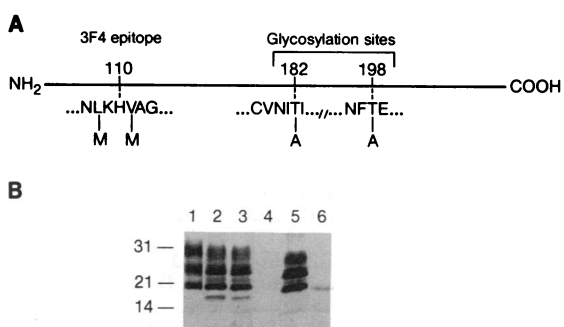 A
3F4 epitope
Glycosylation sites
110
182
198
NH2
COOH
...NLKHVAG...
...CVNITI...//...NFTE...
M
M
A
A
B
1 2 3 4 5 6
31
21
14